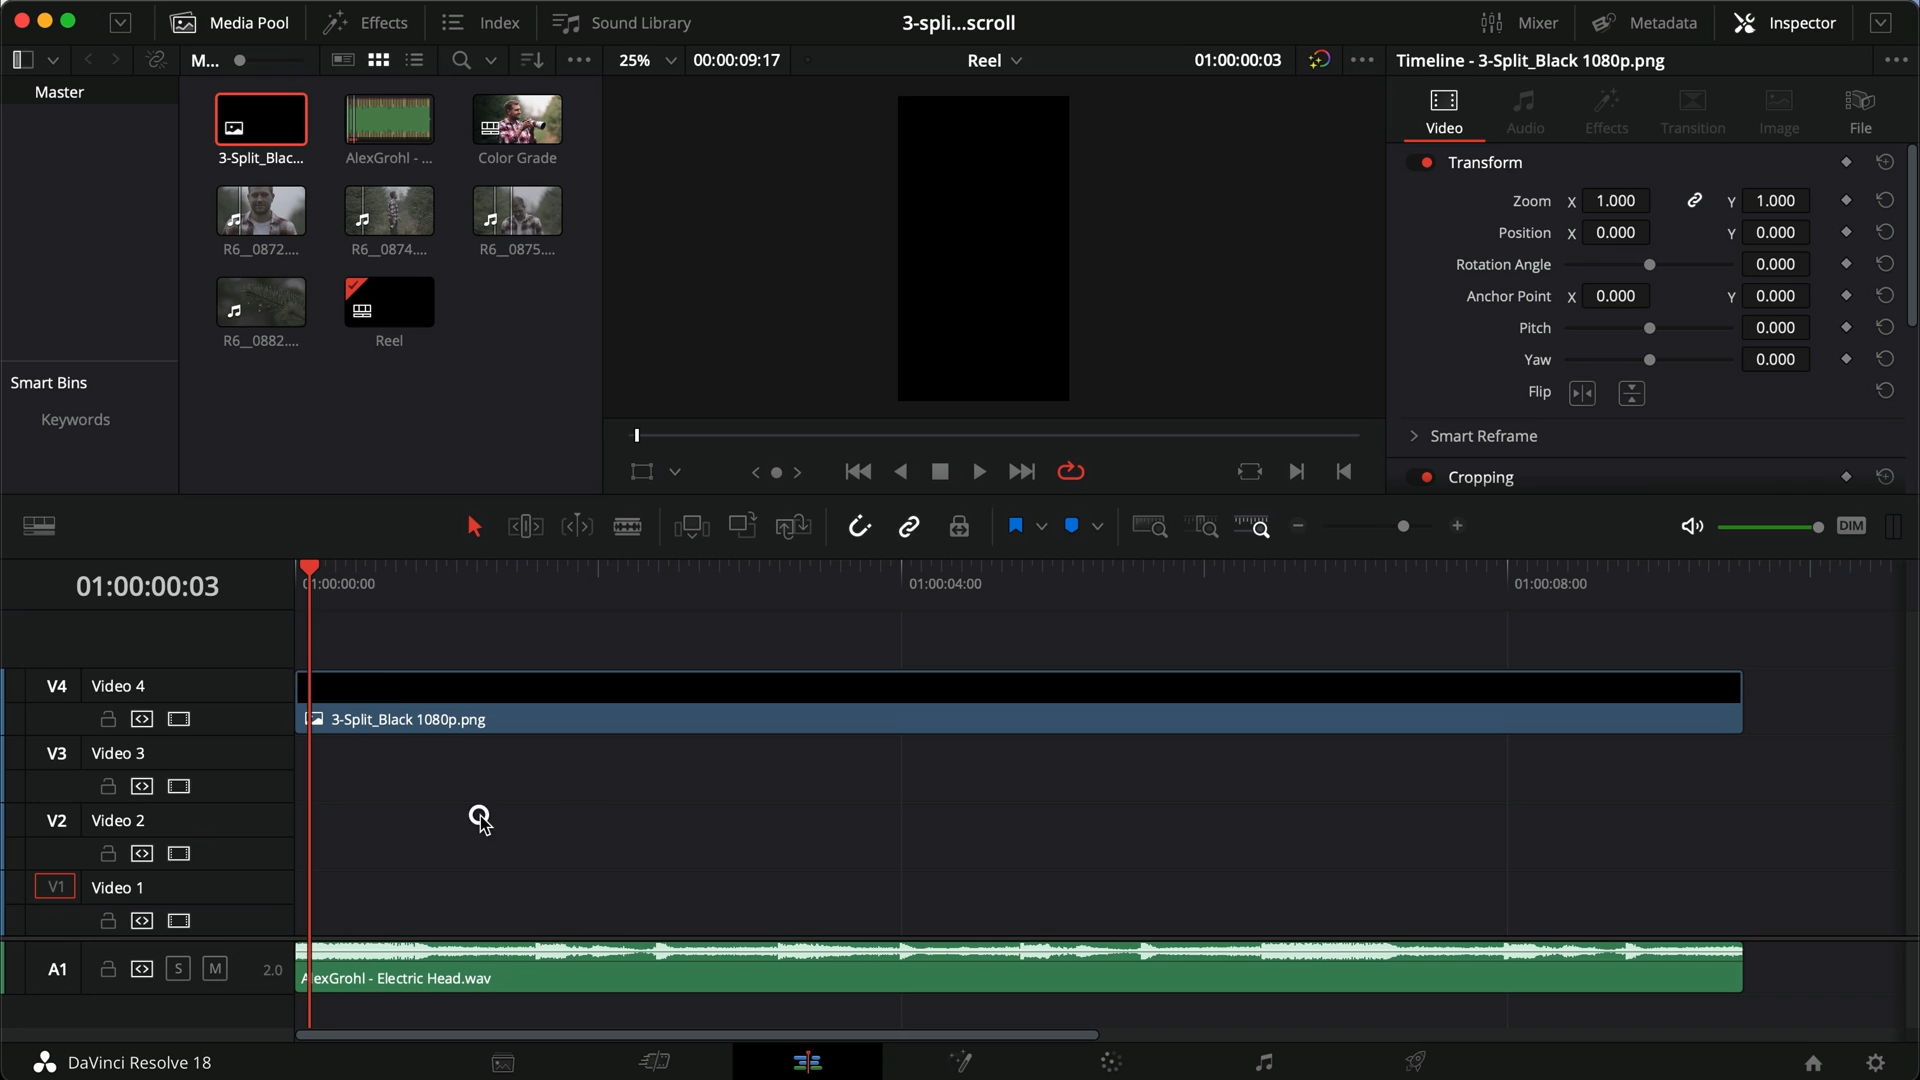 Media Pool
Effects
Index
Sound Library
3-spli...scroll
Mixer
Metadata
Inspector
M...
25%
00:00:09:17
Reel
01:00:00:03
Timeline - 3-Split_Black 1080p.png
Master
3-Split_Blac...
AlexGrohl - ...
Color Grade
R6__0872....
R6__0874....
R6__0875....
R6__0882....
Reel
Smart Bins
Keywords
Video
Audio
Effects
Transition
Image
File
Transform
Zoom X 1.000 Y 1.000
Position X 0.000 Y 0.000
Rotation Angle 0.000
Anchor Point X 0.000 Y 0.000
Pitch 0.000
Yaw 0.000
Flip
Smart Reframe
Cropping
DIM
01:00:00:03
01:00:00:00
01:00:04:00
01:00:08:00
V4 Video 4
3-Split_Black 1080p.png
V3 Video 3
V2 Video 2
V1 Video 1
A1 S M 2.0
AlexGrohl - Electric Head.wav
DaVinci Resolve 18